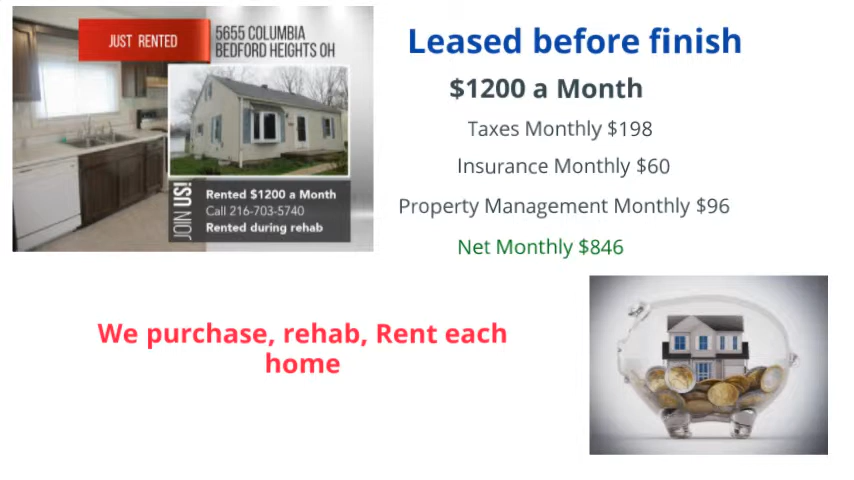 JUST RENTED
5655 COLUMBIA
BEDFORD HEIGHTS OH
JOIN US!
Rented $1200 a Month
Call 216-703-5740
Rented during rehab
Leased before finish
$1200 a Month
Taxes Monthly $198
Insurance Monthly $60
Property Management Monthly $96
Net Monthly $846
We purchase, rehab, Rent each
home